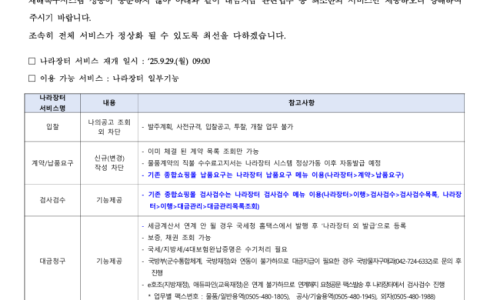 주시기 바랍니다.
조속히 전체 서비스가 정상화 될 수 있도록 최선을 다하겠습니다.
□ 나라장터 서비스 재개 일시 : '25.9.29.(월) 09:00
□ 이용 가능 서비스 : 나라장터 일부기능
나라장터 서비스명
내용
참고사항
입찰
나의공고 조회 외 차단
- 발주계획, 사전규격, 입찰공고, 투찰, 개찰 업무 불가
계약/납품요구
신규(변경) 작성 차단
- 이미 체결 된 계약 목록 조회만 가능
- 물품계약의 직불 수수료고지서는 나라장터 시스템 정상가동 이후 자동발급 예정
- 기존 종합쇼핑몰 납품요구는 나라장터 납품요구 메뉴 이용(나라장터>계약>납품요구)
검사검수
기능제공
- 기존 종합쇼핑몰 검사검수는 나라장터 검사검수 메뉴 이용(나라장터>이행>검사검수>검사검수목록, 나라장
터>이행>대금관리>대금관리목록조회)
대금청구
기능제공
- 세금계산서 연계 안 될 경우 국세청 홈택스에서 발행 후 '나라장터 외 발급'으로 등록
- 보증, 채권 조회 가능
- 국세/지방세/4대보험완납증명은 수기처리 필요
- 국방부(군수통합체계, 국방재정)와 연동이 불가하므로 대금지급이 필요한 경우 국방물자구매과(042-724-6332)로 문의 후
진행
- e호조(지방재정), 에듀파인(교육재정)은 연계 불가하므로
* 업무별 팩스번호 : 물품/일반용역(0505-480-1805), 공사/기술용역(0505-480-1945), 외자(0505-480-1988)